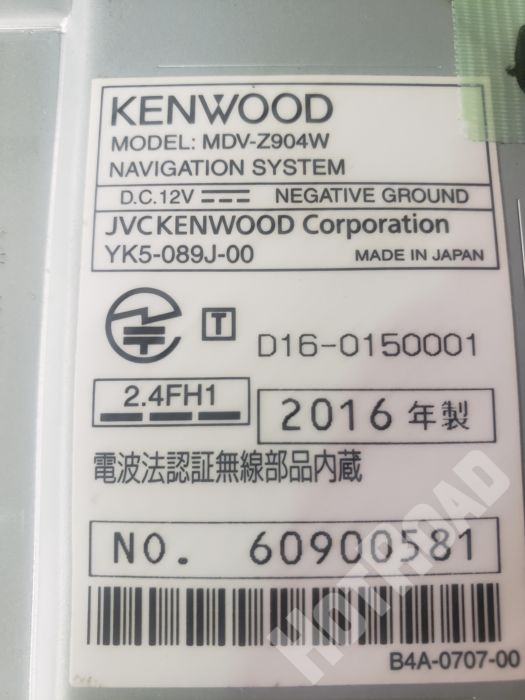 KENWOOD
MODEL: MDV-Z904W
NAVIGATION SYSTEM
D.C.12V NEGATIVE GROUND
JVCKENWOOD Corporation
YK5-089J-00 MADE IN JAPAN
T D16-0150001
2.4FH1
2016 年製
電波法認証無線部品内蔵
NO. 60900581
B4A-0707-00
HOTROAD